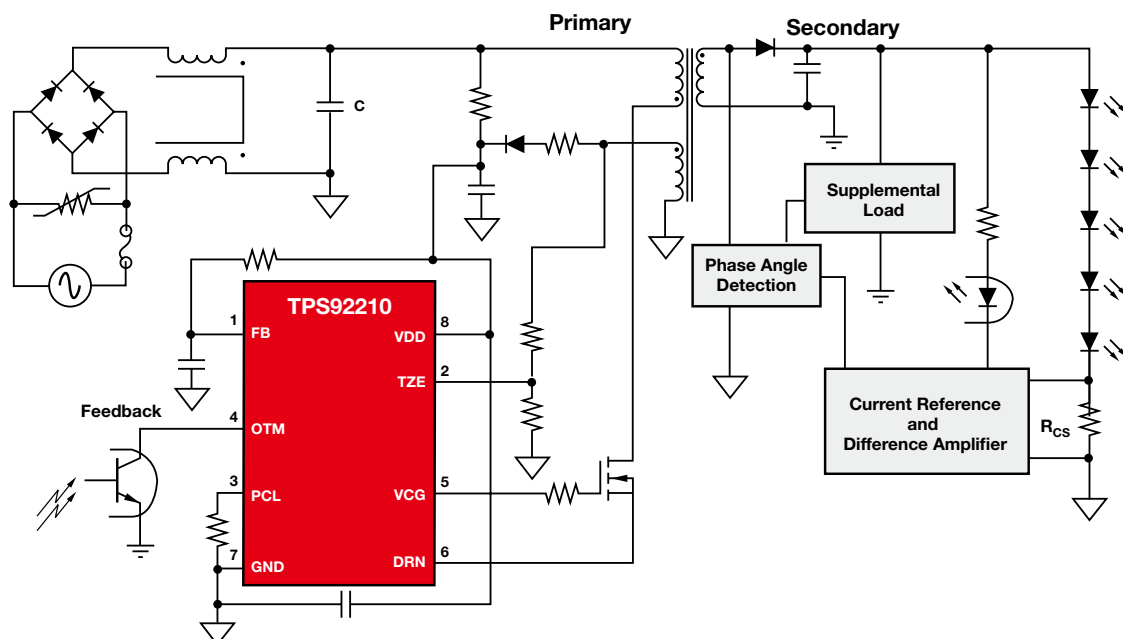 Primary
Secondary
C
Supplemental
Load
Phase Angle
Detection
TPS92210
1
FB
VDD
8
TZE
2
Feedback
4
OTM
3
PCL
VCG
5
7
GND
DRN
6
Current Reference
and
Difference Amplifier
RCS